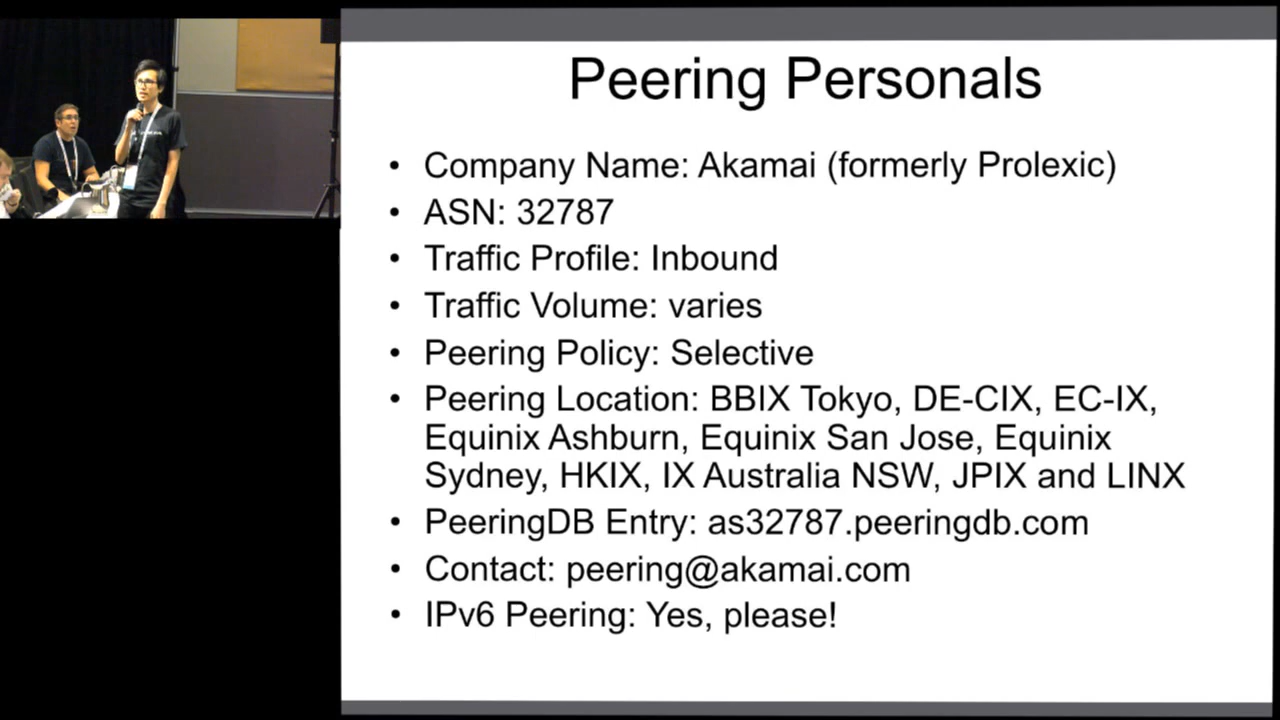 Peering Personals
• Company Name: Akamai (formerly Prolexic)
• ASN: 32787
• Traffic Profile: Inbound
• Traffic Volume: varies
• Peering Policy: Selective
• Peering Location: BBIX Tokyo, DE-CIX, EC-IX,
Equinix Ashburn, Equinix San Jose, Equinix
Sydney, HKIX, IX Australia NSW, JPIX and LINX
• PeeringDB Entry: as32787.peeringdb.com
• Contact: peering@akamai.com
• IPv6 Peering: Yes, please!